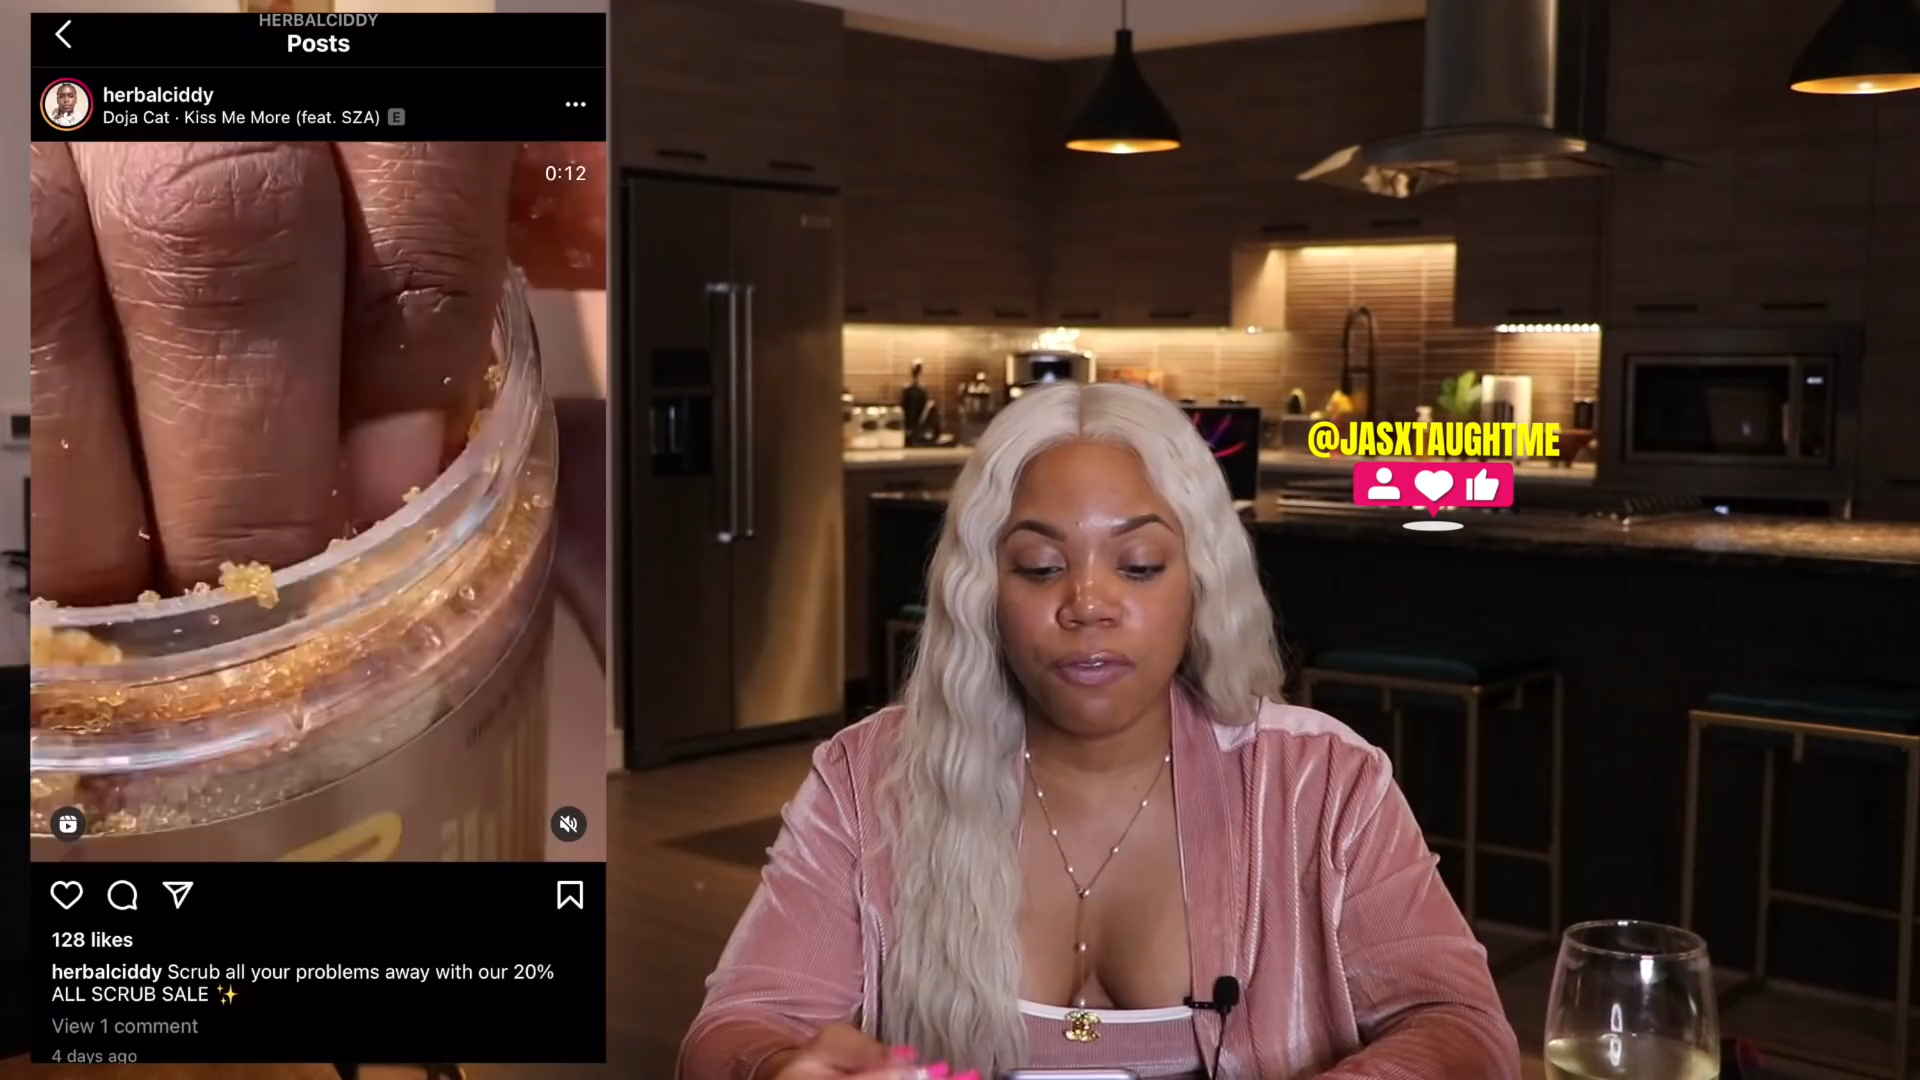 HERBALCIDDY
Posts
herbalciddy
Doja Cat · Kiss Me More (feat. SZA) E
0:12
128 likes
herbalciddy Scrub all your problems away with our 20%
ALL SCRUB SALE ✨
View 1 comment
4 days ago
@JASXTAUGHTME